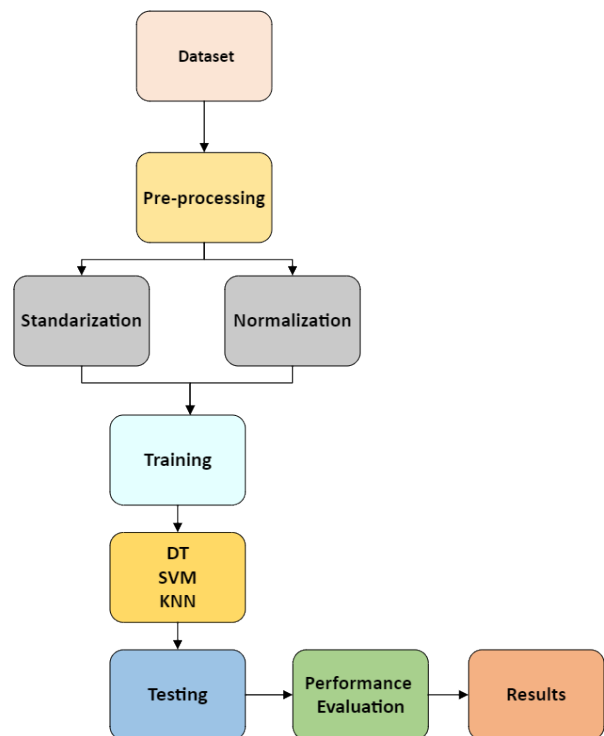 Dataset
Pre-processing
Standarization
Normalization
Training
DT
SVM
KNN
Testing
Performance
Evaluation
Results